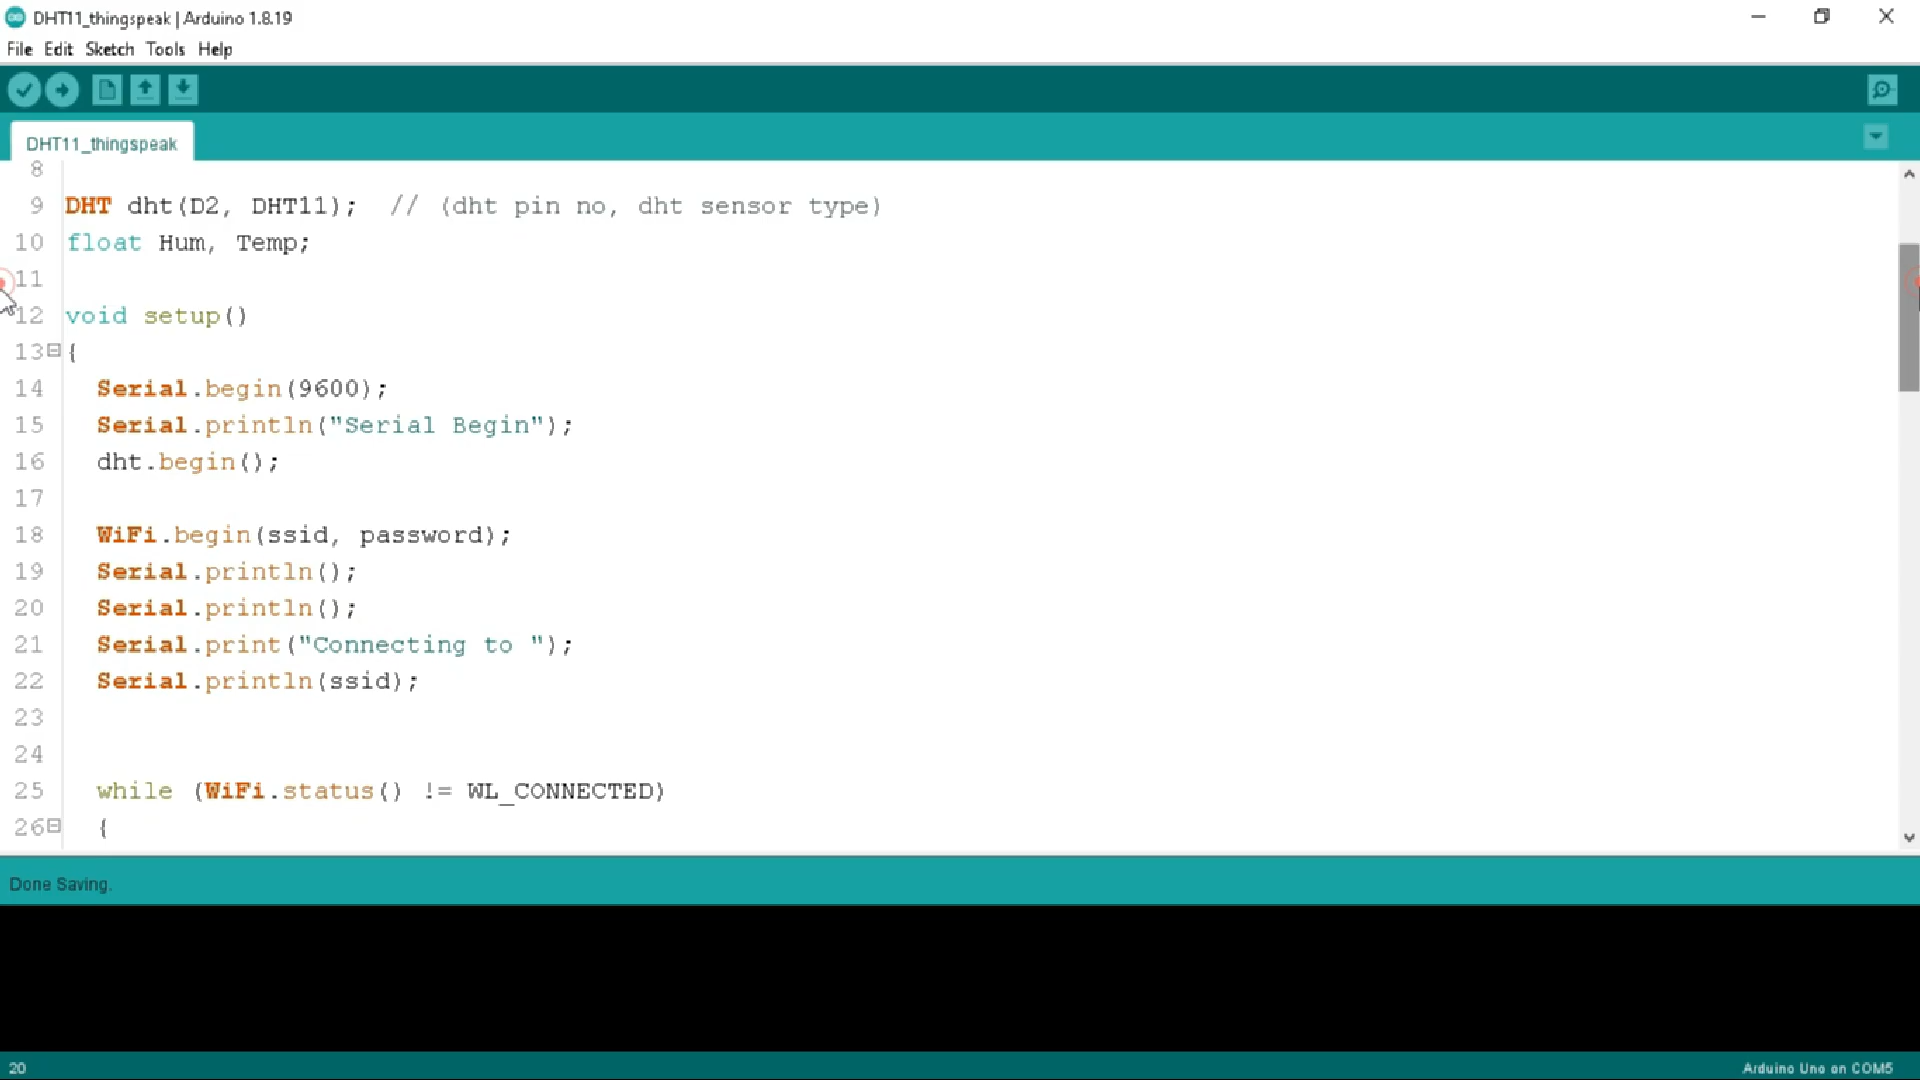 DHT11_thingspeak | Arduino 1.8.19
File Edit Sketch Tools Help
DHT11_thingspeak
8
9 DHT dht(D2, DHT11); // (dht pin no, dht sensor type)
10 float Hum, Temp;
11
12 void setup()
13 {
14 Serial.begin(9600);
15 Serial.println("Serial Begin");
16 dht.begin();
17
18 WiFi.begin(ssid, password);
19 Serial.println();
20 Serial.println();
21 Serial.print("Connecting to ");
22 Serial.println(ssid);
23
24
25 while (WiFi.status() != WL_CONNECTED)
26 {
Done Saving.
20 Arduino Uno on COM5